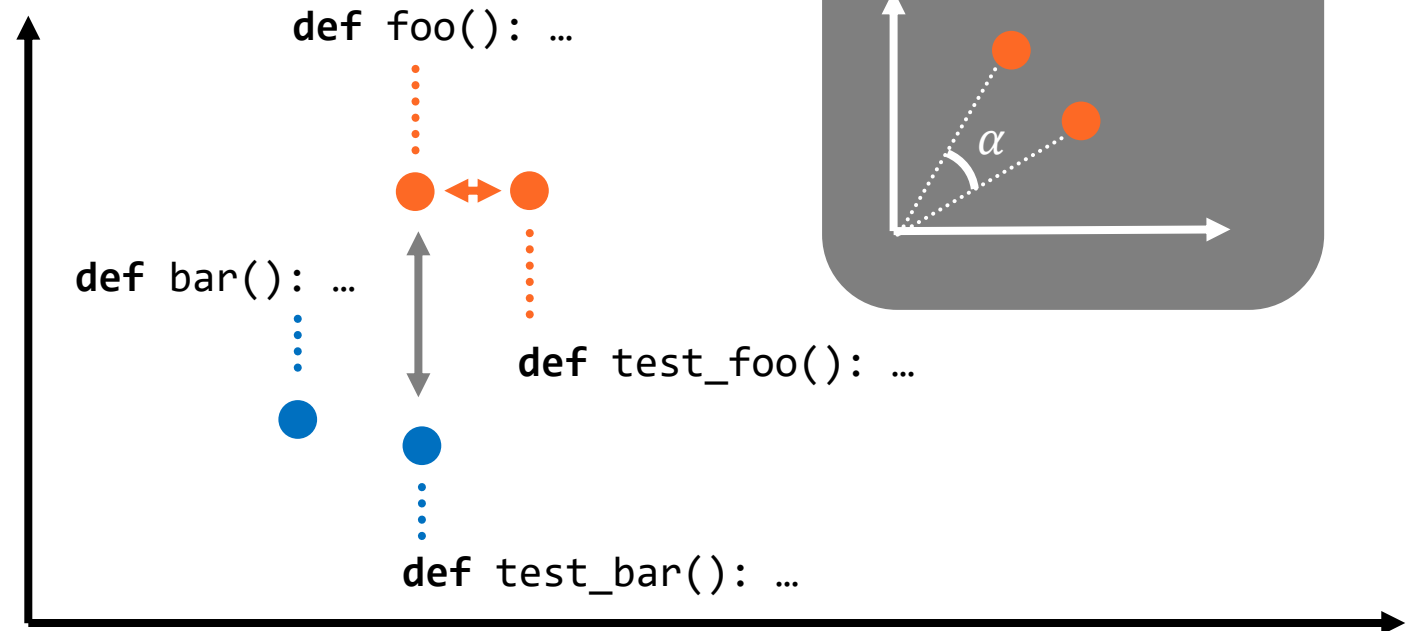 def foo(): …
α
def bar(): …
def test_foo(): …
def test_bar(): …